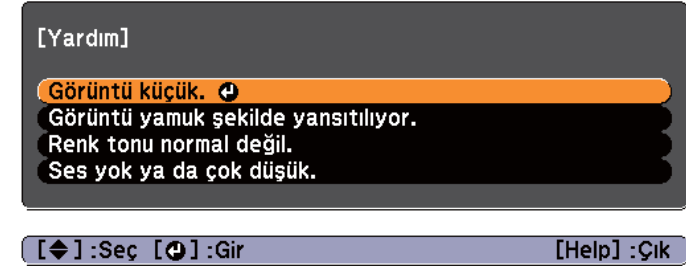 [Yardım]
Görüntü küçük.
Görüntü yamuk şekilde yansıtılıyor.
Renk tonu normal değil.
Ses yok ya da çok düşük.
[◆] :Seç [⏎] :Gir [Help] :Çık